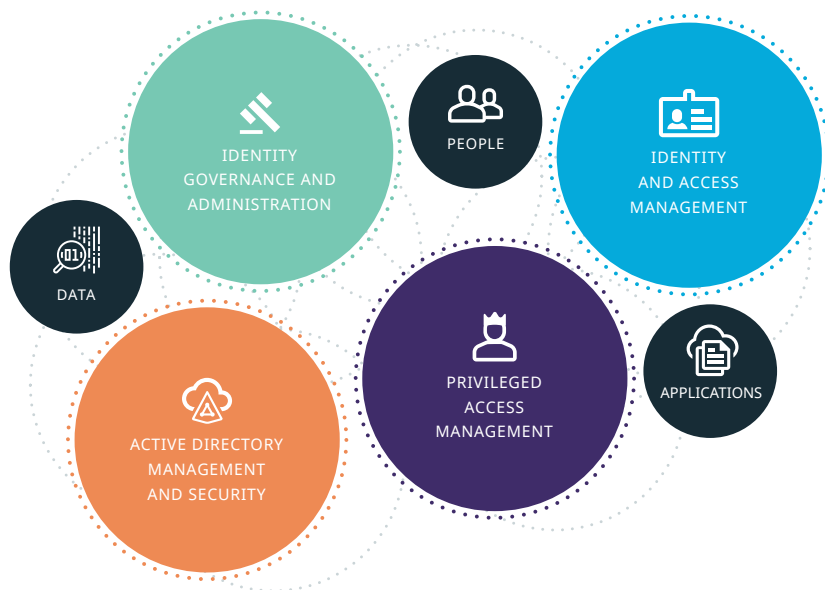 IDENTITY
GOVERNANCE AND
ADMINISTRATION
PEOPLE
IDENTITY
AND ACCESS
MANAGEMENT
01
DATA
PRIVILEGED
ACCESS
MANAGEMENT
APPLICATIONS
ACTIVE DIRECTORY
MANAGEMENT
AND SECURITY